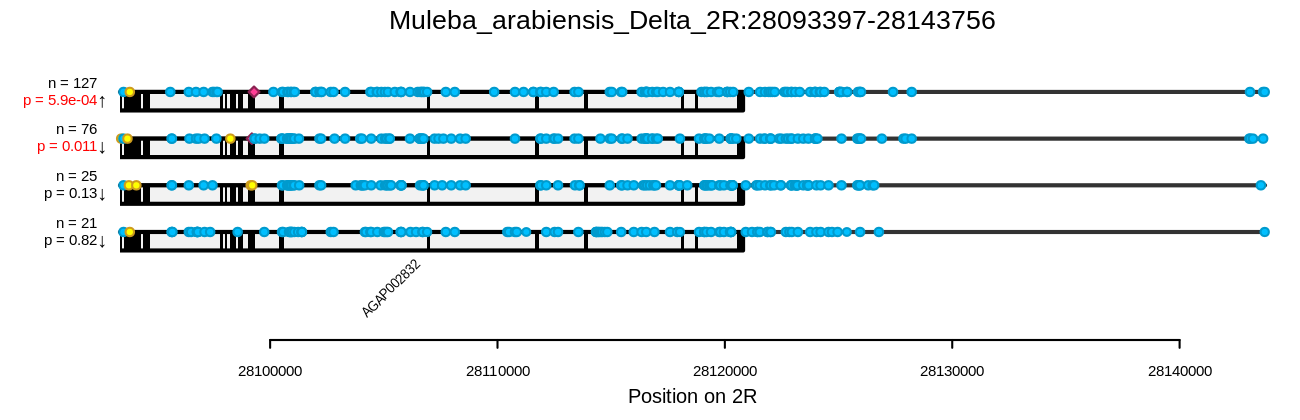 Muleba_arabiensis_Delta_2R:28093397-28143756
n = 127
p = 5.9e-04↑
n = 76
p = 0.011↓
n = 25
p = 0.13↓
n = 21
p = 0.82↓
AGAP002832
28100000 28110000 28120000 28130000 28140000
Position on 2R